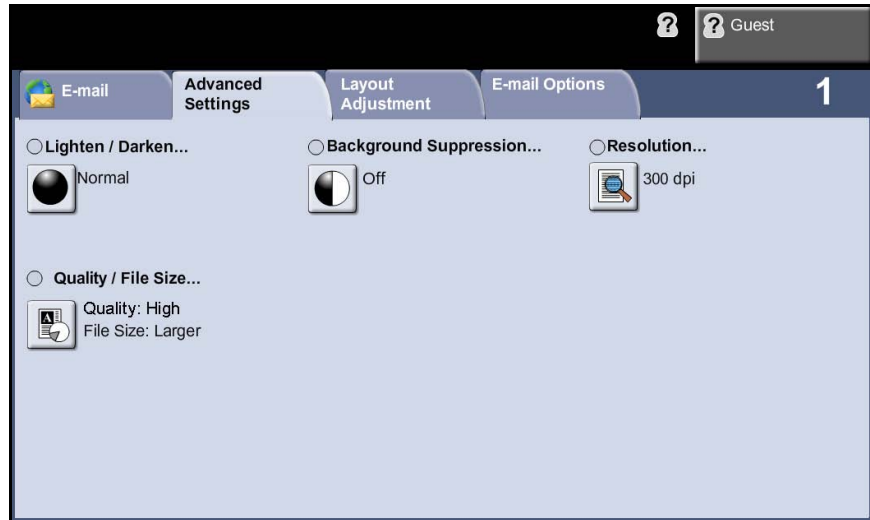 ? ? Guest
E-mail
Advanced
Settings
Layout
Adjustment
E-mail Options
1
Lighten / Darken...
Normal
Background Suppression...
Off
Resolution...
300 dpi
Quality / File Size...
A
Quality: High
File Size: Larger